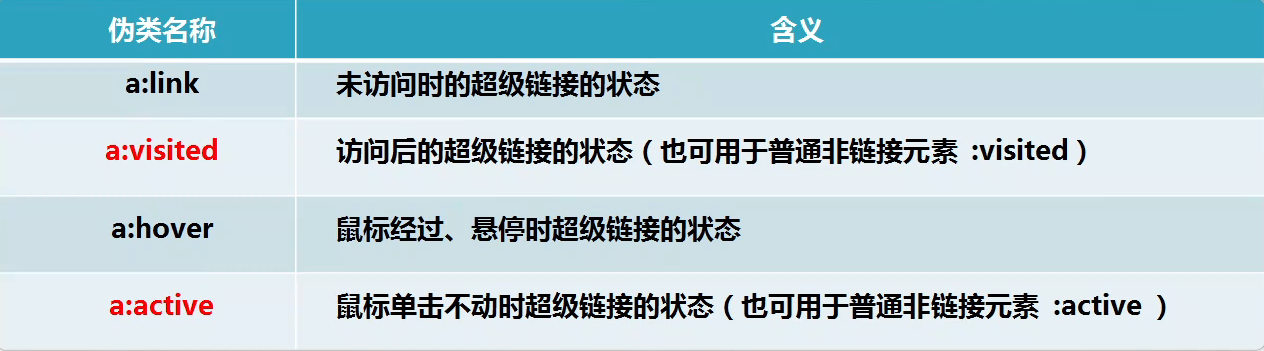 伪类名称 含义
a:link 未访问时的超级链接的状态
a:visited 访问后的超级链接的状态（也可用于普通非链接元素 :visited）
a:hover 鼠标经过、悬停时超级链接的状态
a:active 鼠标单击不动时超级链接的状态（也可用于普通非链接元素 :active ）